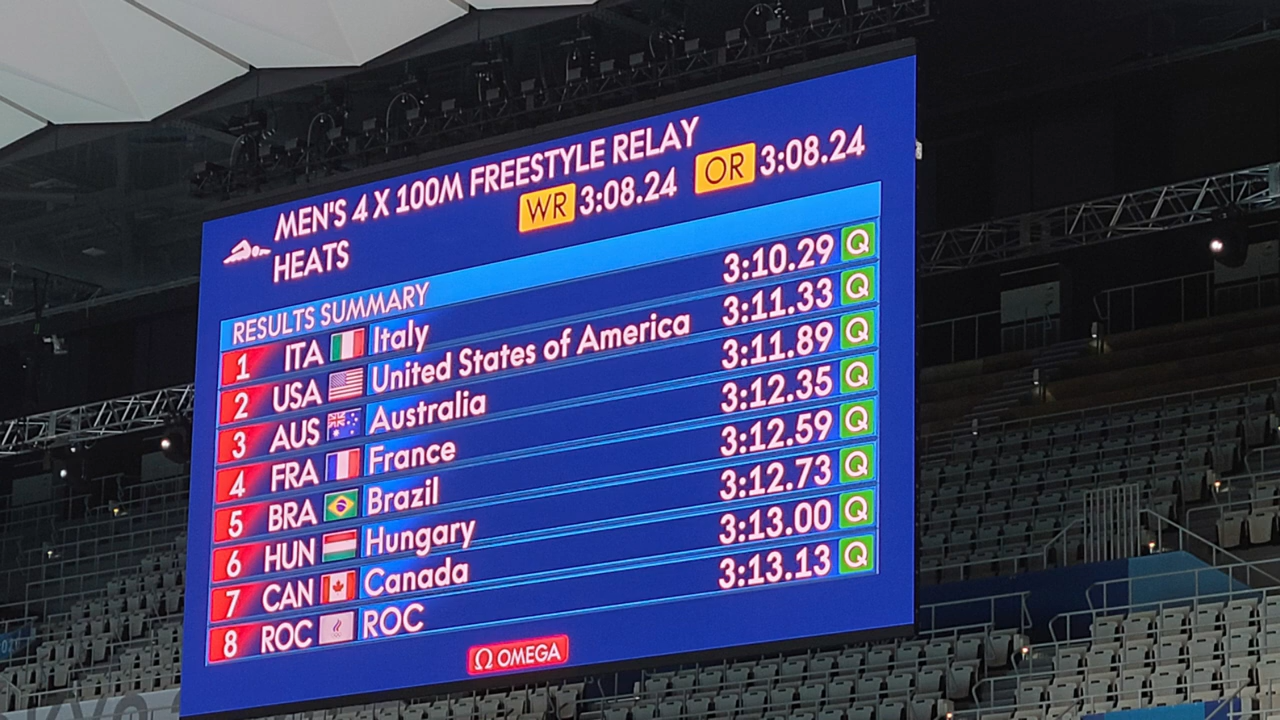 MEN'S 4 X 100M FREESTYLE RELAY
HEATS
WR 3:08.24 OR 3:08.24
RESULTS SUMMARY
1 ITA Italy 3:10.29 Q
2 USA United States of America 3:11.33 Q
3 AUS Australia 3:11.89 Q
4 FRA France 3:12.35 Q
5 BRA Brazil 3:12.59 Q
6 HUN Hungary 3:12.73 Q
7 CAN Canada 3:13.00 Q
8 ROC ROC 3:13.13 Q
Ω OMEGA